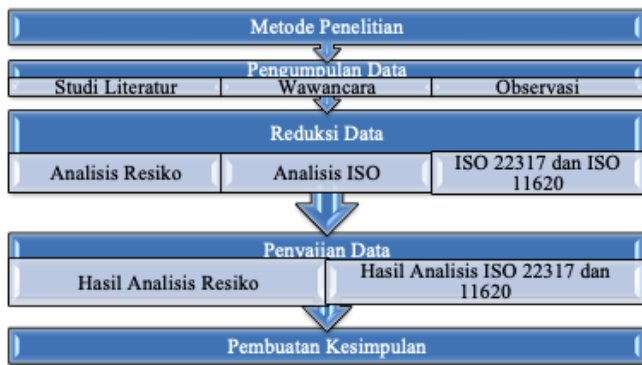 Metode Penelitian
Pengumpulan Data
Studi Literatur
Wawancara
Observasi
Reduksi Data
Analisis Resiko
Analisis ISO
ISO 22317 dan ISO
11620
Penyajian Data
Hasil Analisis Resiko
Hasil Analisis ISO 22317 dan
11620
Pembuatan Kesimpulan